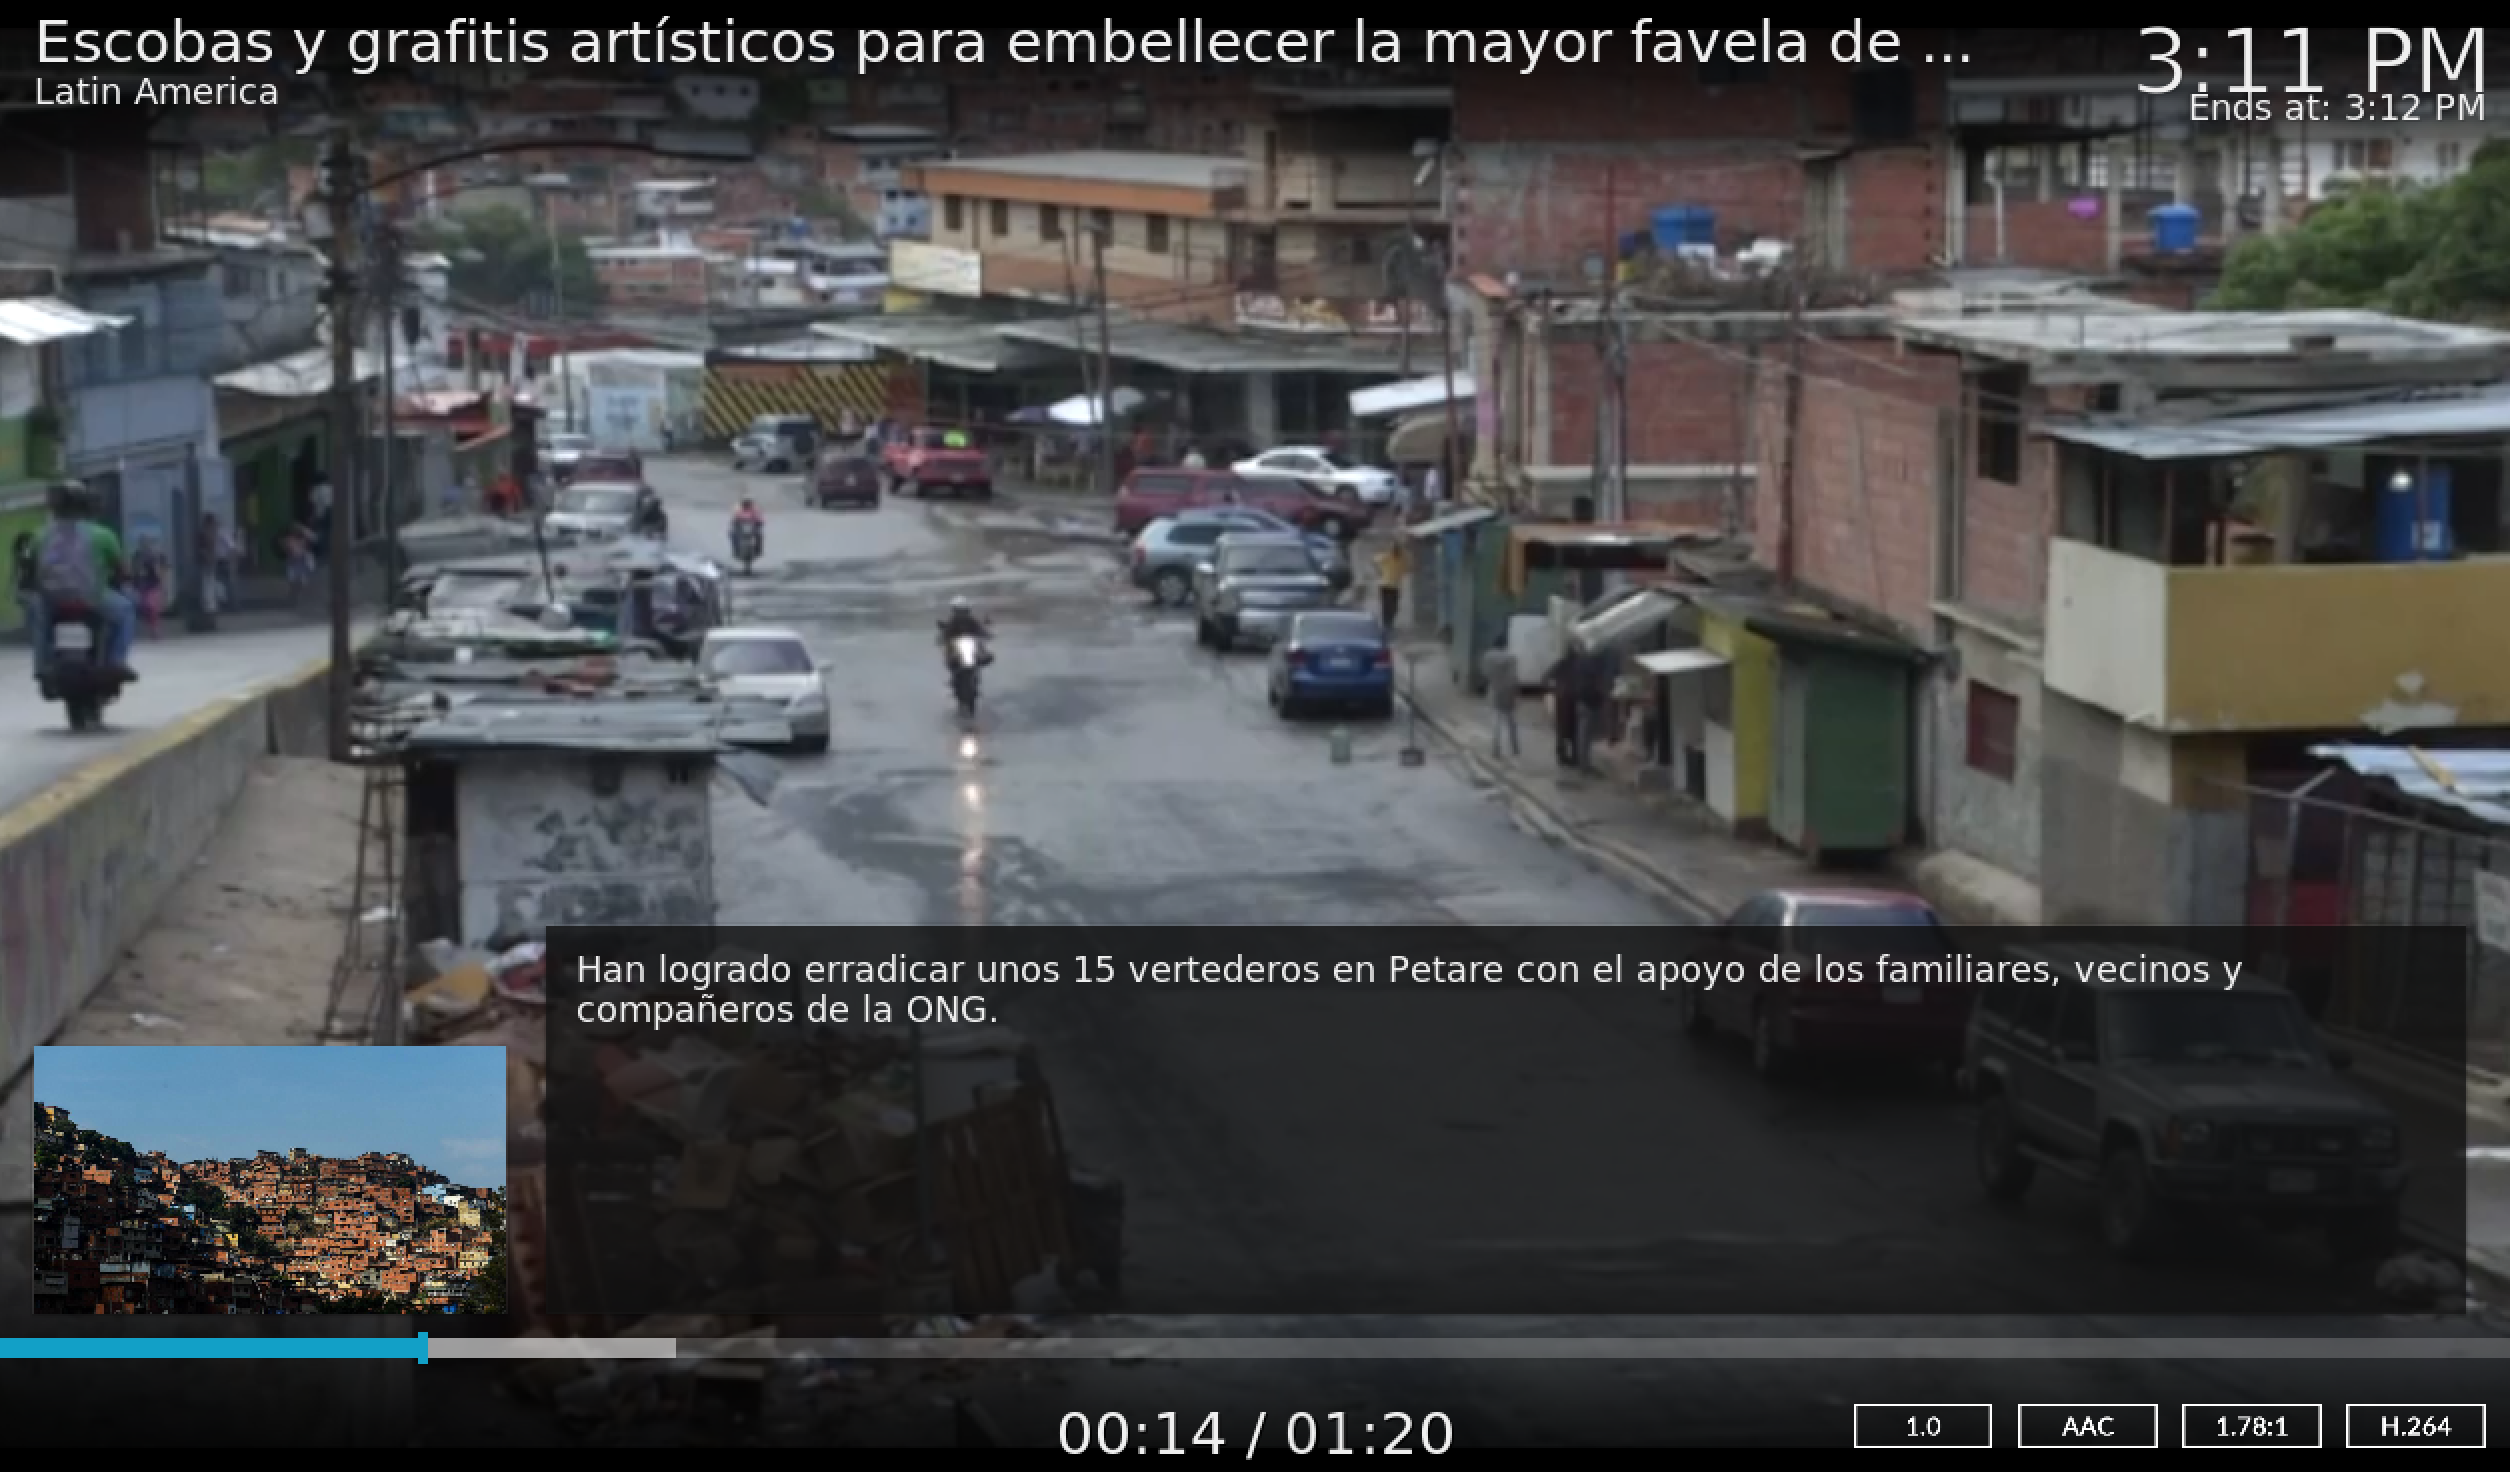 Escobas y grafitis artísticos para embellecer la mayor favela de ...
Latin America
3:11 PM
Ends at: 3:12 PM
Han logrado erradicar unos 15 vertederos en Petare con el apoyo de los familiares, vecinos y
compañeros de la ONG.
00:14 / 01:20
1.0
AAC
1.78:1
H.264